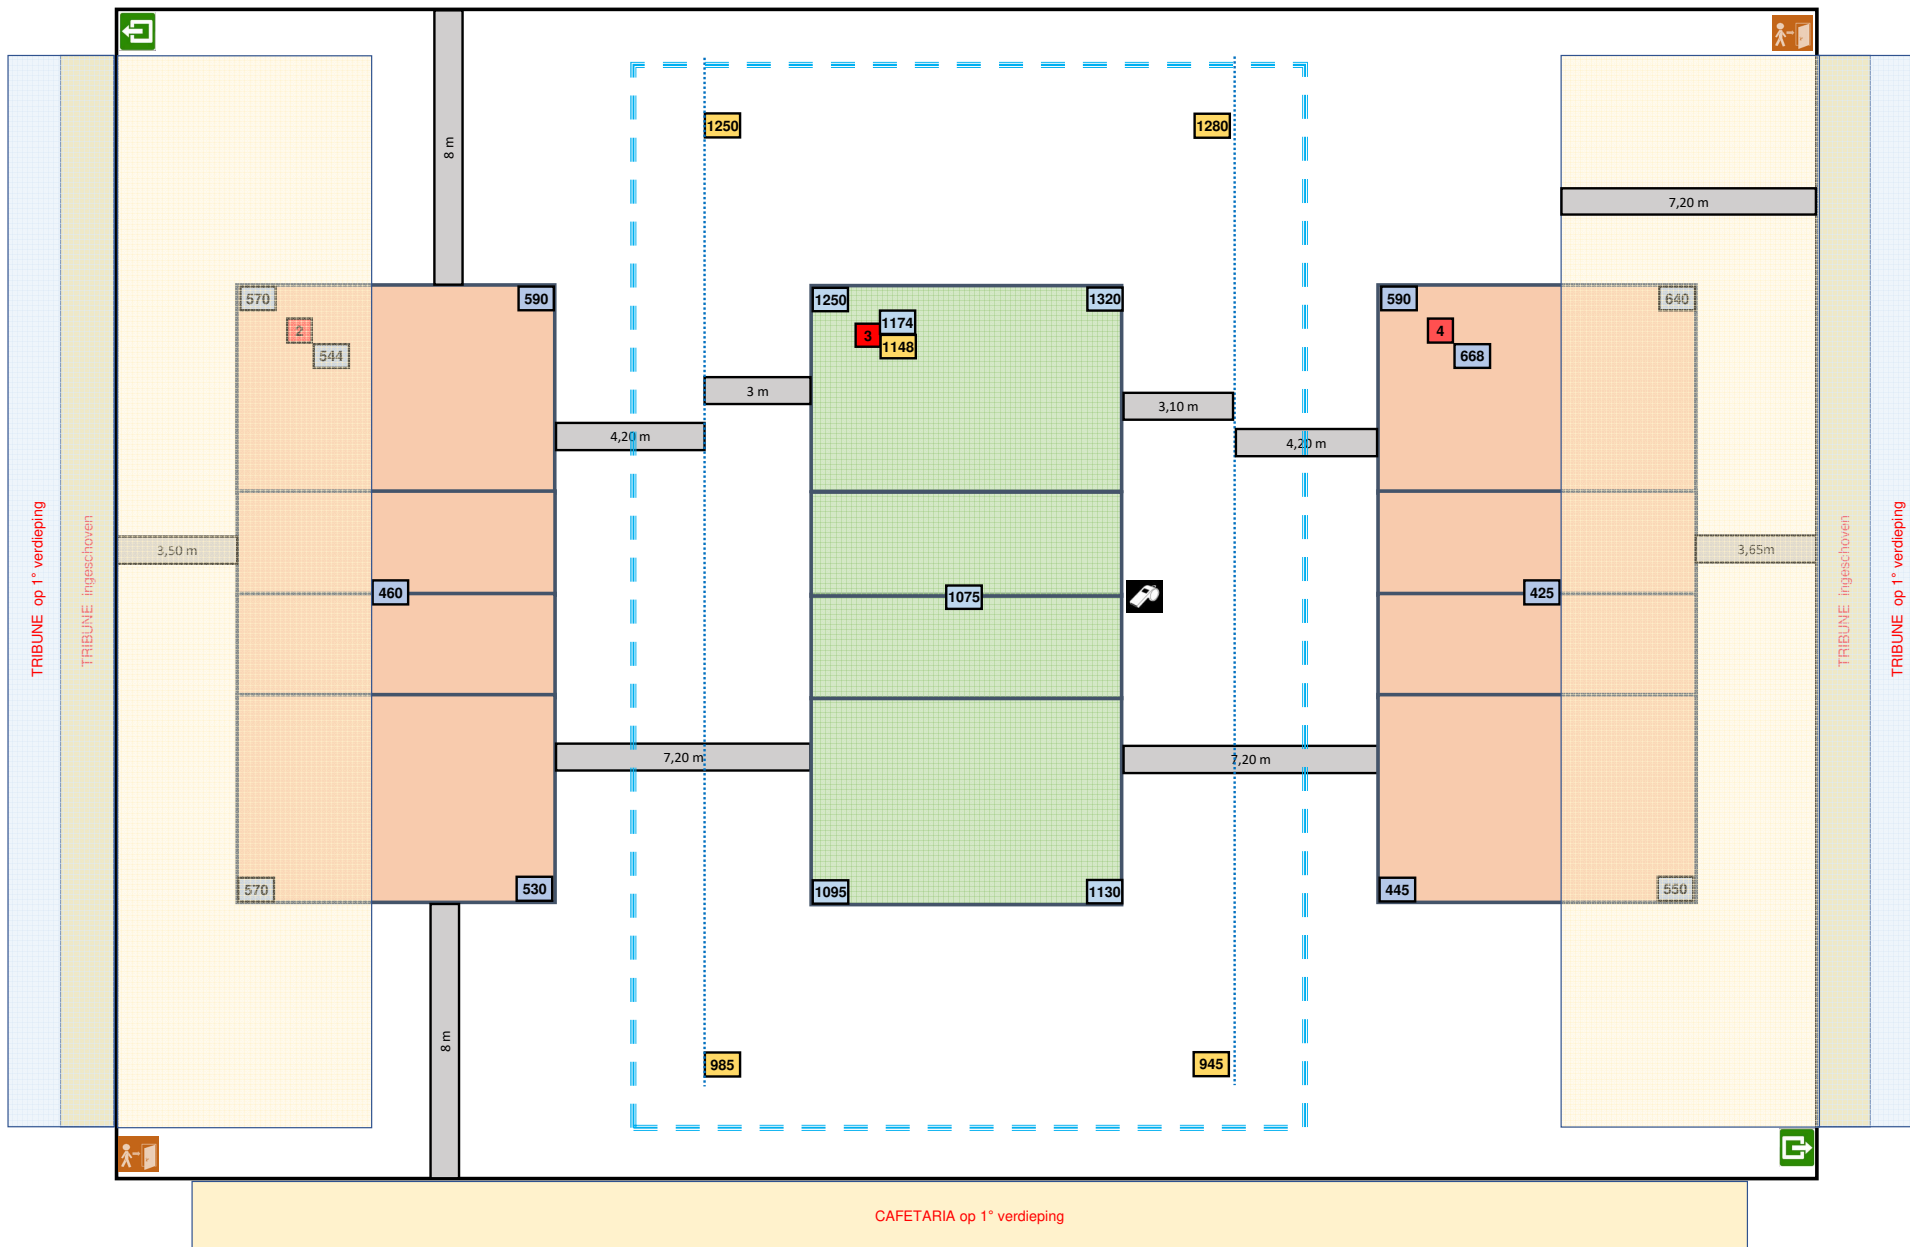 8 m
1250
1280
7,20 m
570
590
1250
1320
590
640
2
544
3
1174
1148
4
668
3 m
3,10 m
4,20 m
4,20 m
TRIBUNE op 1° verdieping
TRIBUNE ingeschoven
3,50 m
3,65m
TRIBUNE ingeschoven
TRIBUNE op 1° verdieping
460
1075
425
7,20 m
7,20 m
570
530
1095
1130
445
550
8 m
985
945
CAFETARIA op 1° verdieping